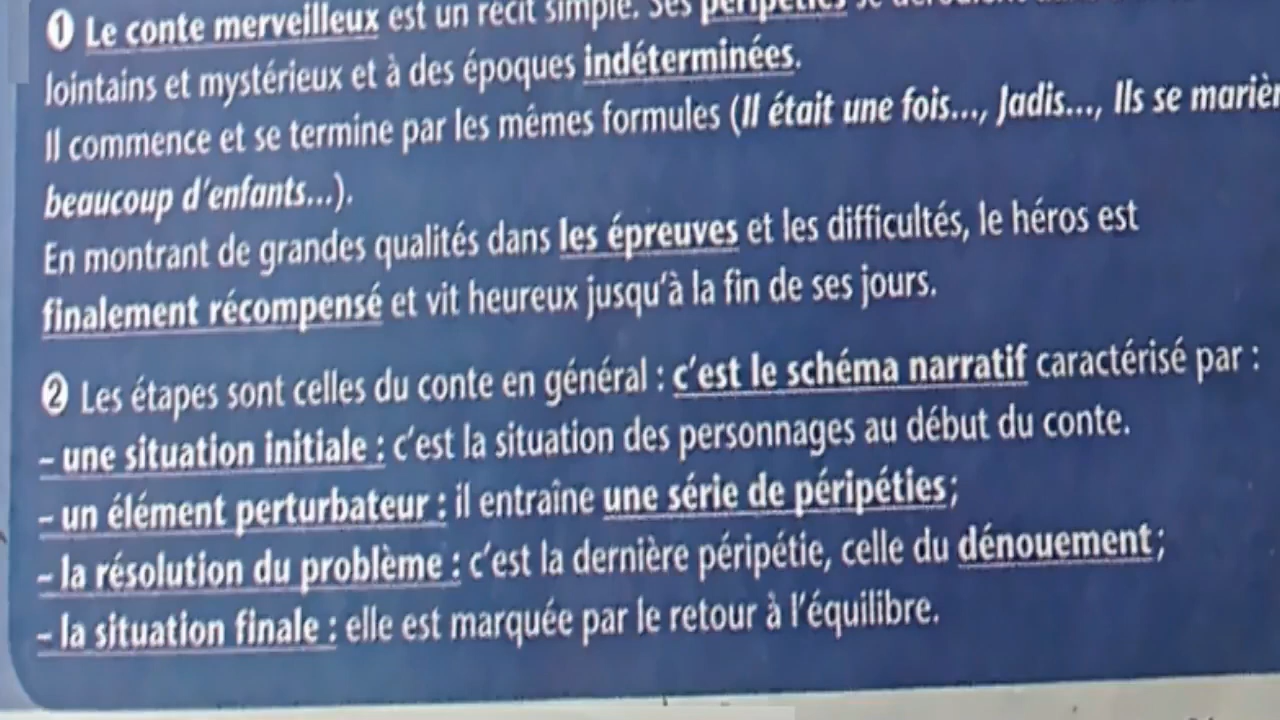 ❶ Le conte merveilleux est un récit simple. Ses péripéties se
lointains et mystérieux et à des époques indéterminées.
Il commence et se termine par les mêmes formules (Il était une fois..., Jadis..., Ils se marièr
beaucoup d'enfants...).
En montrant de grandes qualités dans les épreuves et les difficultés, le héros est
finalement récompensé et vit heureux jusqu'à la fin de ses jours.
❷ Les étapes sont celles du conte en général : c'est le schéma narratif caractérisé par :
– une situation initiale : c'est la situation des personnages au début du conte.
– un élément perturbateur : il entraîne une série de péripéties;
– la résolution du problème : c'est la dernière péripétie, celle du dénouement;
– la situation finale : elle est marquée par le retour à l'équilibre.